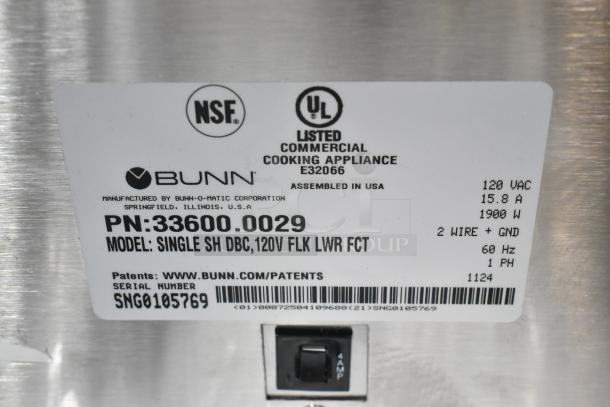 NSF®
UL
LISTED
COMMERCIAL
COOKING APPLIANCE
E32066
BUNN®
ASSEMBLED IN USA
MANUFACTURED BY BUNN-O-MATIC CORPORATION
SPRINGFIELD, ILLINOIS, U.S.A
PN:33600.0029
MODEL: SINGLE SH DBC,120V FLK LWR FCT
120 VAC
15.8 A
1900 W
2 WIRE + GND
60 Hz
1 PH
1124
Patents: WWW.BUNN.COM/PATENTS
SERIAL NUMBER
SNG0105769
(01)00072504109688(21)SNG0105769
4 AMP